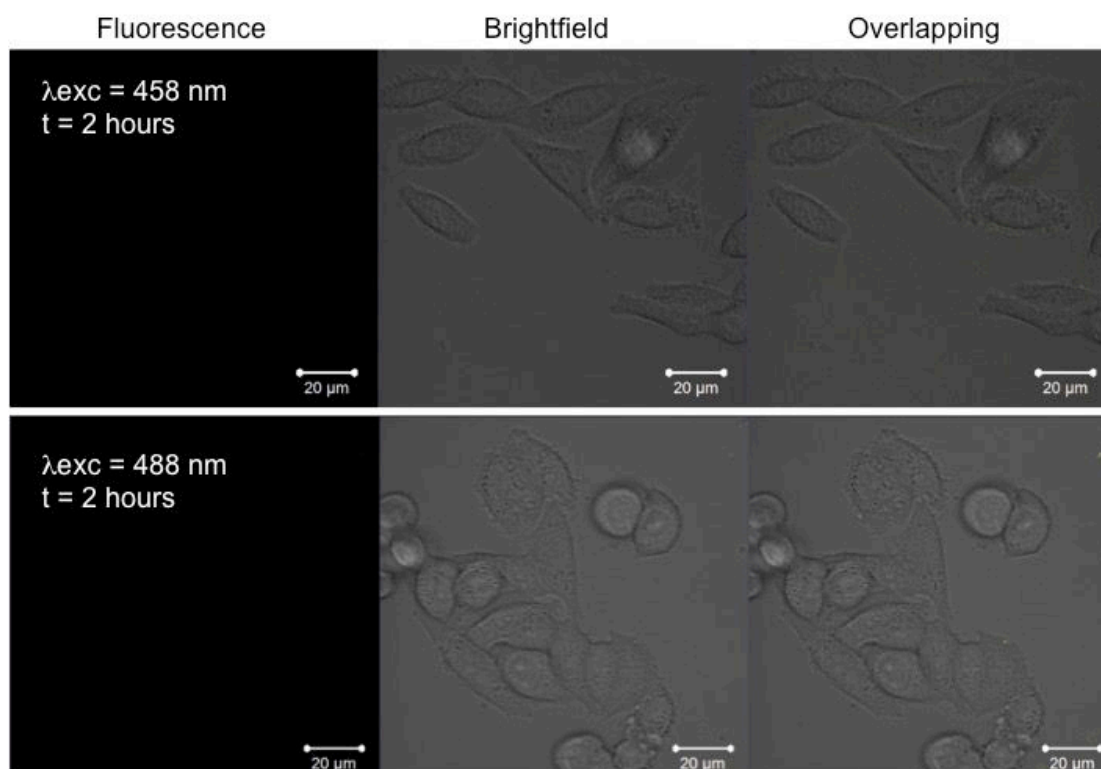 Fluorescence Brightfield Overlapping
λexc = 458 nm
t = 2 hours
20 µm 20 µm 20 µm
λexc = 488 nm
t = 2 hours
20 µm 20 µm 20 µm